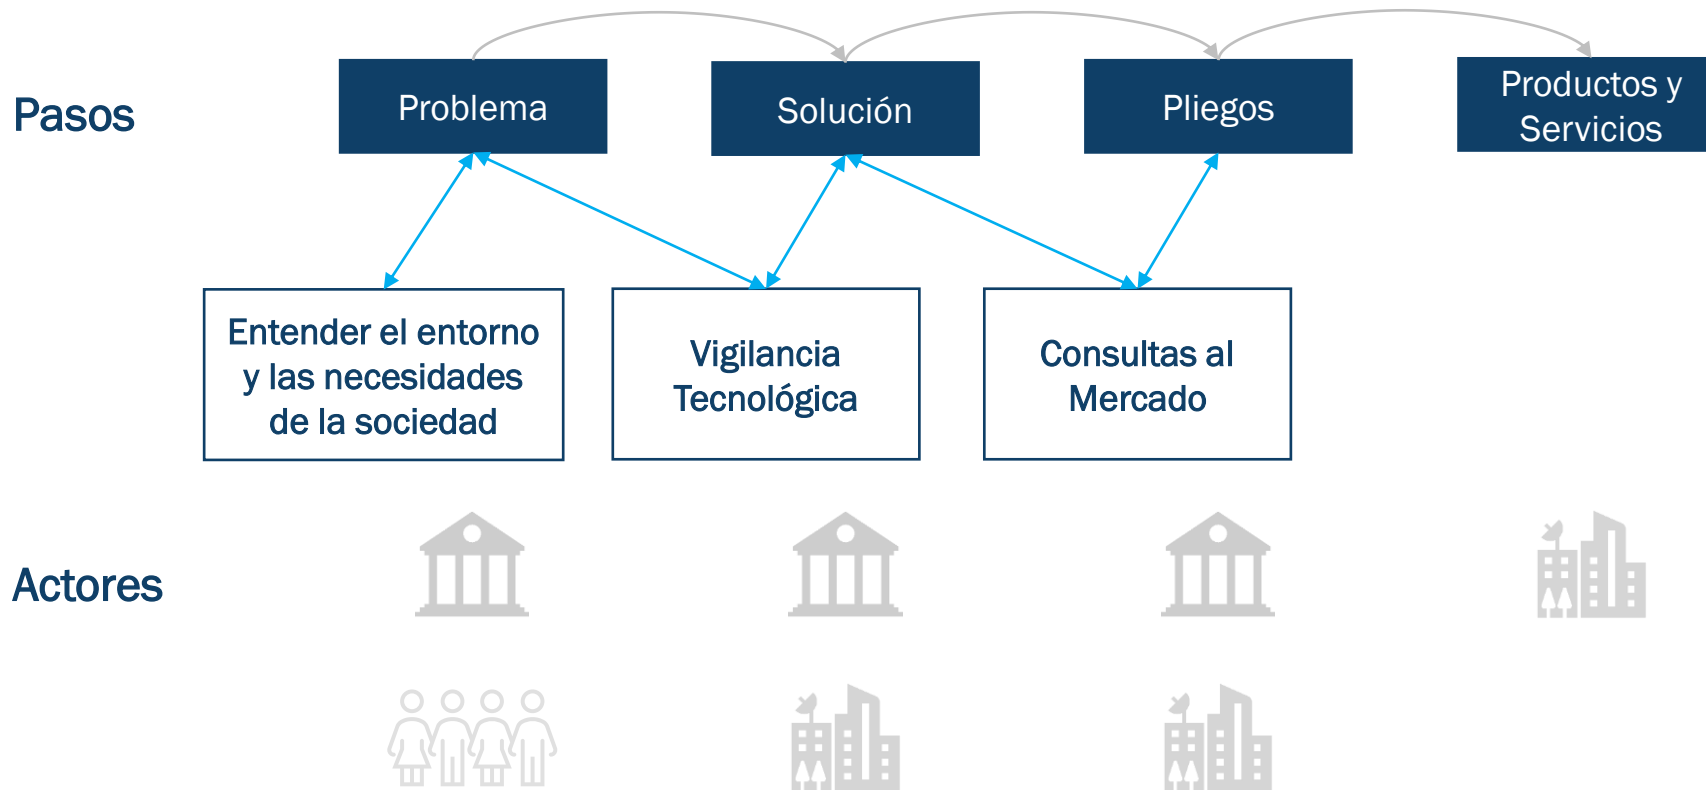 Pasos
Problema
Solución
Pliegos
Productos y
Servicios
Entender el entorno
y las necesidades
de la sociedad
Vigilancia
Tecnológica
Consultas al
Mercado
Actores